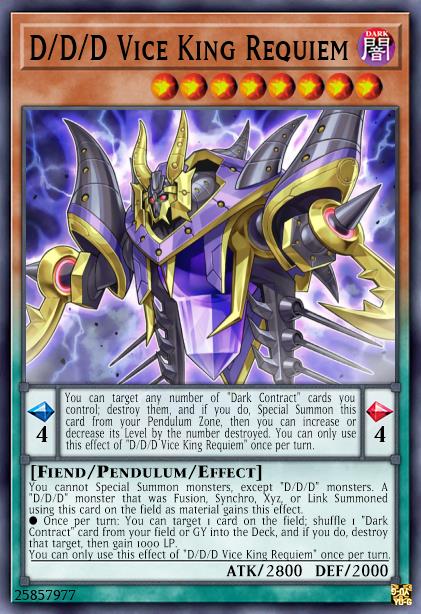 D/D/D Vice King Requiem
DARK
闇
You can target any number of "Dark Contract" cards you
control; destroy them, and if you do, Special Summon this
card from your Pendulum Zone, then you can increase or
decrease its Level by the number destroyed. You can only use
this effect of "D/D/D Vice King Requiem" once per turn.
4
4
[Fiend/Pendulum/Effect]
You cannot Special Summon monsters, except "D/D/D" monsters. A
"D/D/D" monster that was Fusion, Synchro, Xyz, or Link Summoned
using this card on the field as material gains this effect.
● Once per turn: You can target 1 card on the field; shuffle 1 "Dark
Contract" card from your field or GY into the Deck, and if you do, destroy
that target, then gain 1000 LP.
You can only use this effect of "D/D/D Vice King Requiem" once per turn.
ATK/2800 DEF/2000
25857977